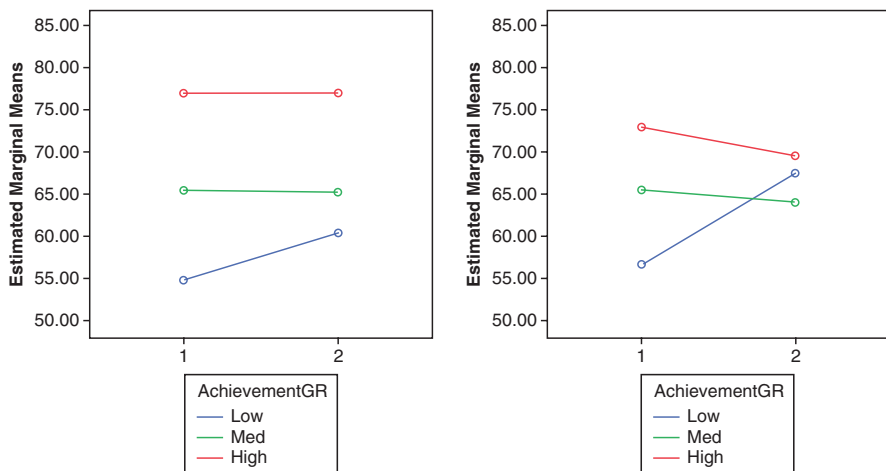 Estimated Marginal Means
85.00
80.00
75.00
70.00
65.00
60.00
55.00
50.00
1 2
AchievementGR
Low
Med
High
Estimated Marginal Means
85.00
80.00
75.00
70.00
65.00
60.00
55.00
50.00
1 2
AchievementGR
Low
Med
High